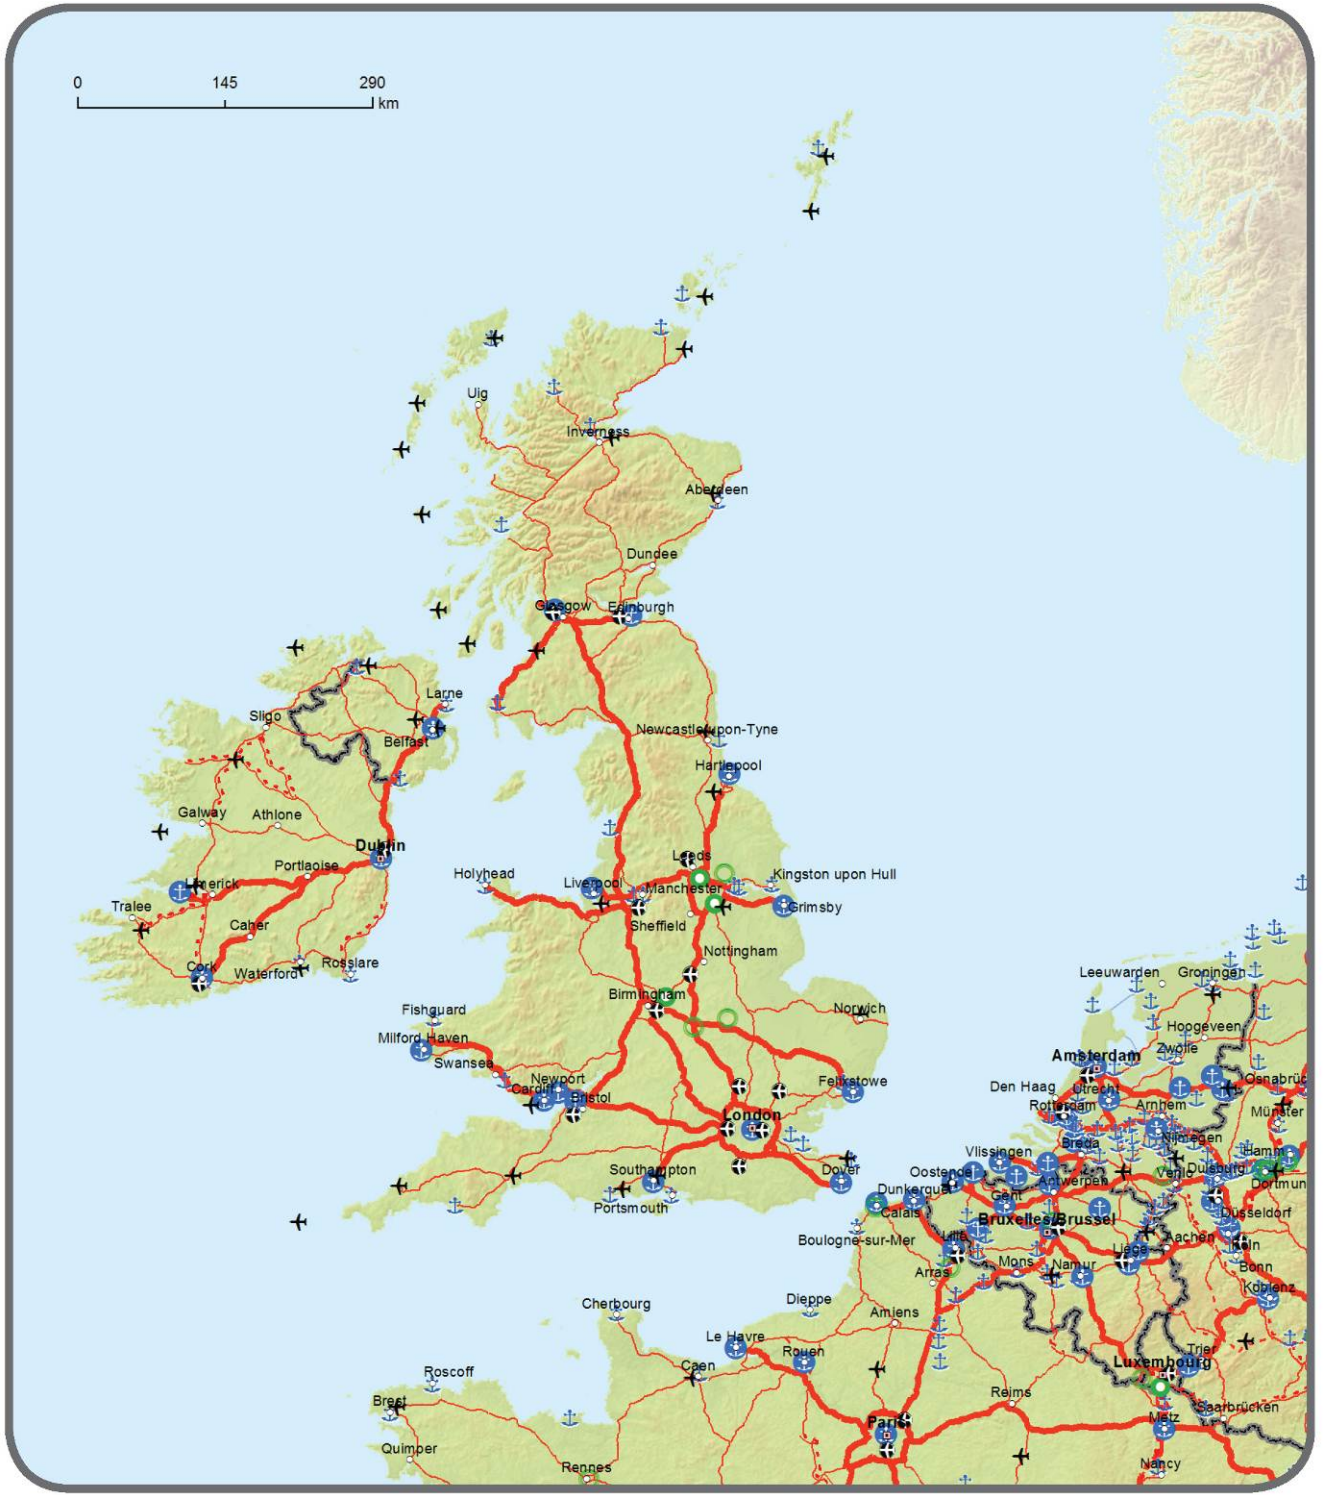 0 145 290
km
Uig
Inverness
Aberdeen
Dundee
Glasgow
Edinburgh
Larne
Sligo
Belfast
Newcastle upon-Tyne
Hartlepool
Galway
Athlone
Dublin
Portlaoise
Leeds
Holyhead
Liverpool
Manchester
Kingston upon Hull
Limerick
Tralee
Grimsby
Caher
Sheffield
Nottingham
Cork
Waterford
Rosslare
Leeuwarden
Groningen
Birmingham
Norwich
Fishguard
Hoogeveen
Milford Haven
Zwolle
Amsterdam
Swansea
Newport
Cardiff
Felixstowe
Den Haag
Utrecht
Osnabrüc
Bristol
Rotterdam
Arnhem
Münster
London
Nijmegen
Breda
Hamm
Vlissingen
Southampton
Dover
Oostende
Venlo
Duisburg
Antwerpen
Dortmun
Dunkerque
Gent
Portsmouth
Calais
Düsseldorf
Bruxelles/Brussel
Boulogne-sur-Mer
Lille
Liege
Aachen
Köln
Mons
Namur
Arras
Bonn
Koblenz
Cherbourg
Dieppe
Amiens
Le Havre
Rouen
Trier
Luxembourg
Caen
Roscoff
Reims
Brest
Saarbrücken
Paris
Metz
Quimper
Rennes
Nancy